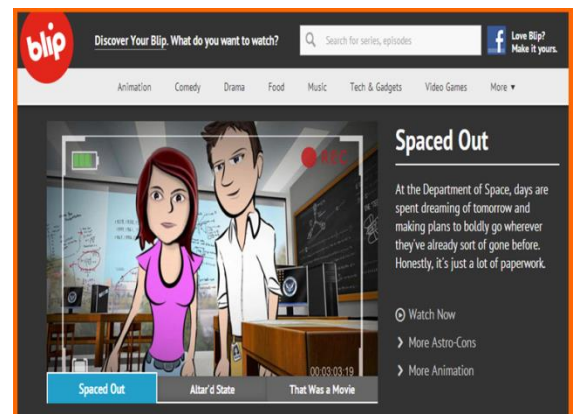 blip
Discover Your Blip. What do you want to watch?
Search for series, episodes
f
Love Blip?
Make it yours.
Animation Comedy Drama Food Music Tech & Gadgets Video Games More ▼
REC
00:03:03:19
Spaced Out Altar'd State That Was a Movie
Spaced Out
At the Department of Space, days are
spent dreaming of tomorrow and
making plans to boldly go wherever
they've already sort of gone before.
Honestly, it's just a lot of paperwork.
Watch Now
More Astro-Cons
More Animation